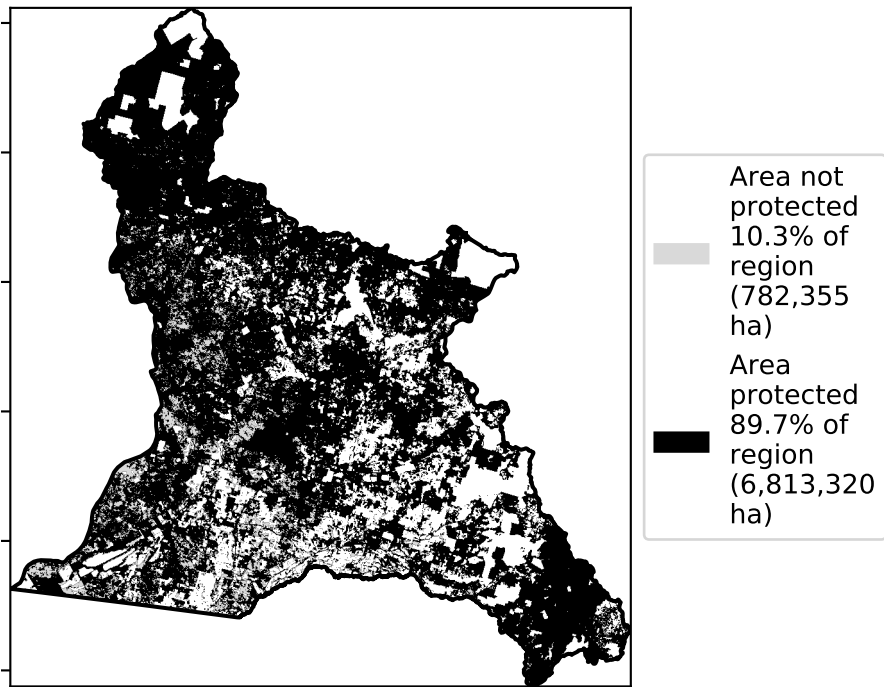 Area not
protected
10.3% of
region
(782,355
ha)
Area
protected
89.7% of
region
(6,813,320
ha)